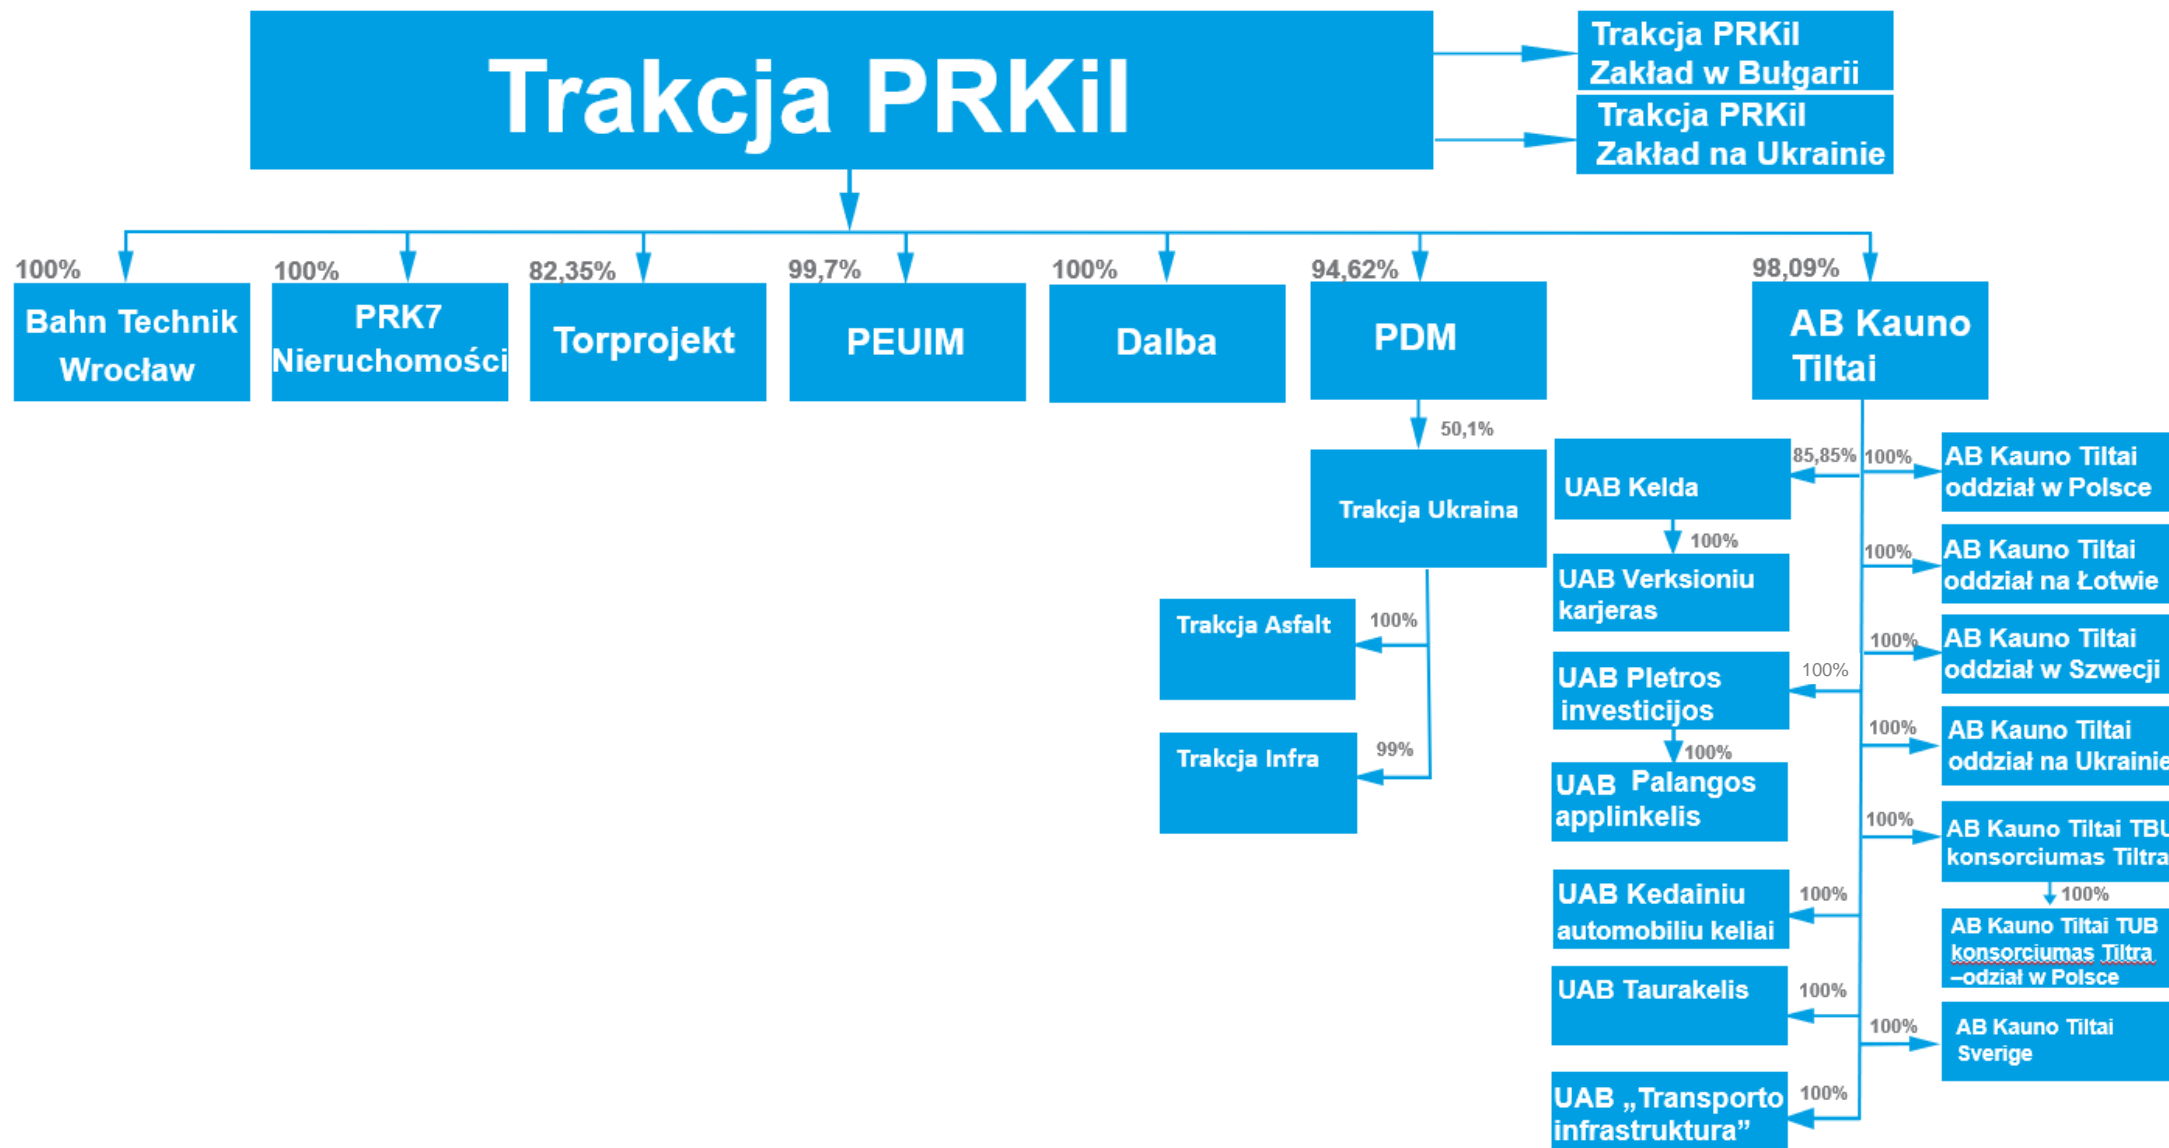 Trakcja PRKiI
Trakcja PRKiI
Zakład w Bułgarii
Trakcja PRKiI
Zakład na Ukrainie
100%
Bahn Technik
Wrocław
100%
PRK7
Nieruchomości
82,35%
Torprojekt
99,7%
PEUIM
100%
Dalba
94,62%
PDM
98,09%
AB Kauno
Tiltai
50,1%
Trakcja Ukraina
100%
Trakcja Asfalt
99%
Trakcja Infra
85,85%
UAB Kelda
100%
UAB Verksioniu
karjeras
100%
UAB Pletros
investicijos
100%
UAB Palangos
applinkelis
100%
UAB Kedainiu
automobiliu keliai
100%
UAB Taurakelis
100%
UAB „Transporto
infrastruktura”
100%
AB Kauno Tiltai
oddział w Polsce
100%
AB Kauno Tiltai
oddział na Łotwie
100%
AB Kauno Tiltai
oddział w Szwecji
100%
AB Kauno Tiltai
oddział na Ukrainie
100%
AB Kauno Tiltai TBU
konsorciumas Tiltra
100%
AB Kauno Tiltai TUB
konsorciumas Tiltra
–odział w Polsce
100%
AB Kauno Tiltai
Sverige